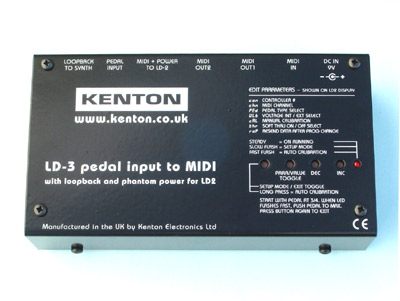 LOOPBACK TO SYNTH
PEDAL INPUT
MIDI + POWER TO LD-2
MIDI OUT2
MIDI OUT1
MIDI IN
DC IN 9V
KENTON
www.kenton.co.uk
EDIT PARAMETERS - SHOWN ON LD2 DISPLAY
CONTROLLER #
MIDI CHANNEL
PEDAL TYPE SELECT
VOLTAGE INT / EXT SELECT
MANUAL CALIBRATION
SOFT THRU ON / OFF SELECT
RESEND DATA AFTER PROG CHANGE
STEADY = ON RUNNING
SLOW FLASH = SETUP MODE
FAST FLASH = AUTO CALIBRATION
LD-3 pedal input to MIDI
with loopback and phantom power for LD2
PARA/VALUE TOGGLE
DEC
INC
SETUP MODE / EXIT TOGGLE
LONG PRESS = AUTO CALIBRATION
START WITH PEDAL AT 3/4. WHEN LED
FLASHES FAST, PUSH PEDAL TO MAX.
PRESS BUTTON AGAIN TO EXIT
Manufactured in the UK by Kenton Electronics Ltd
CE